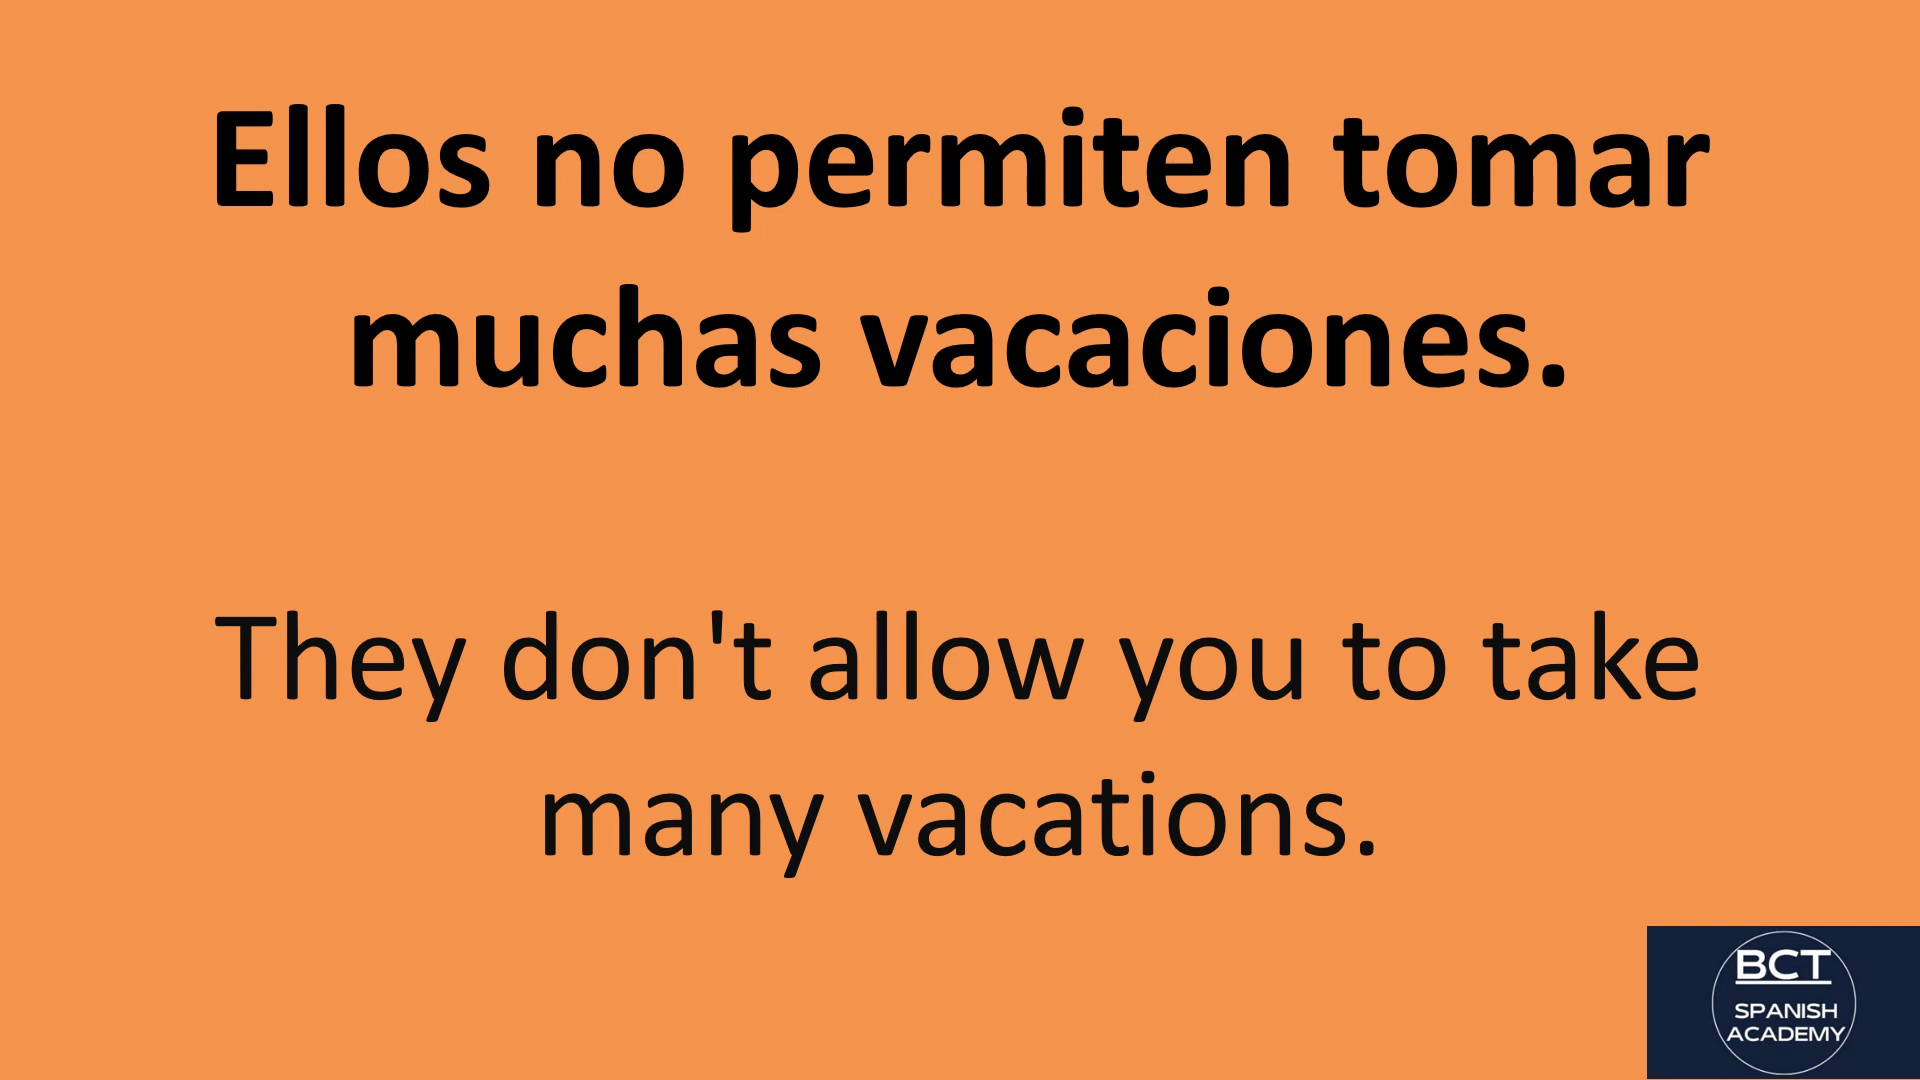 Ellos no permiten tomar
muchas vacaciones.
They don't allow you to take
many vacations.
BCT
SPANISH
ACADEMY